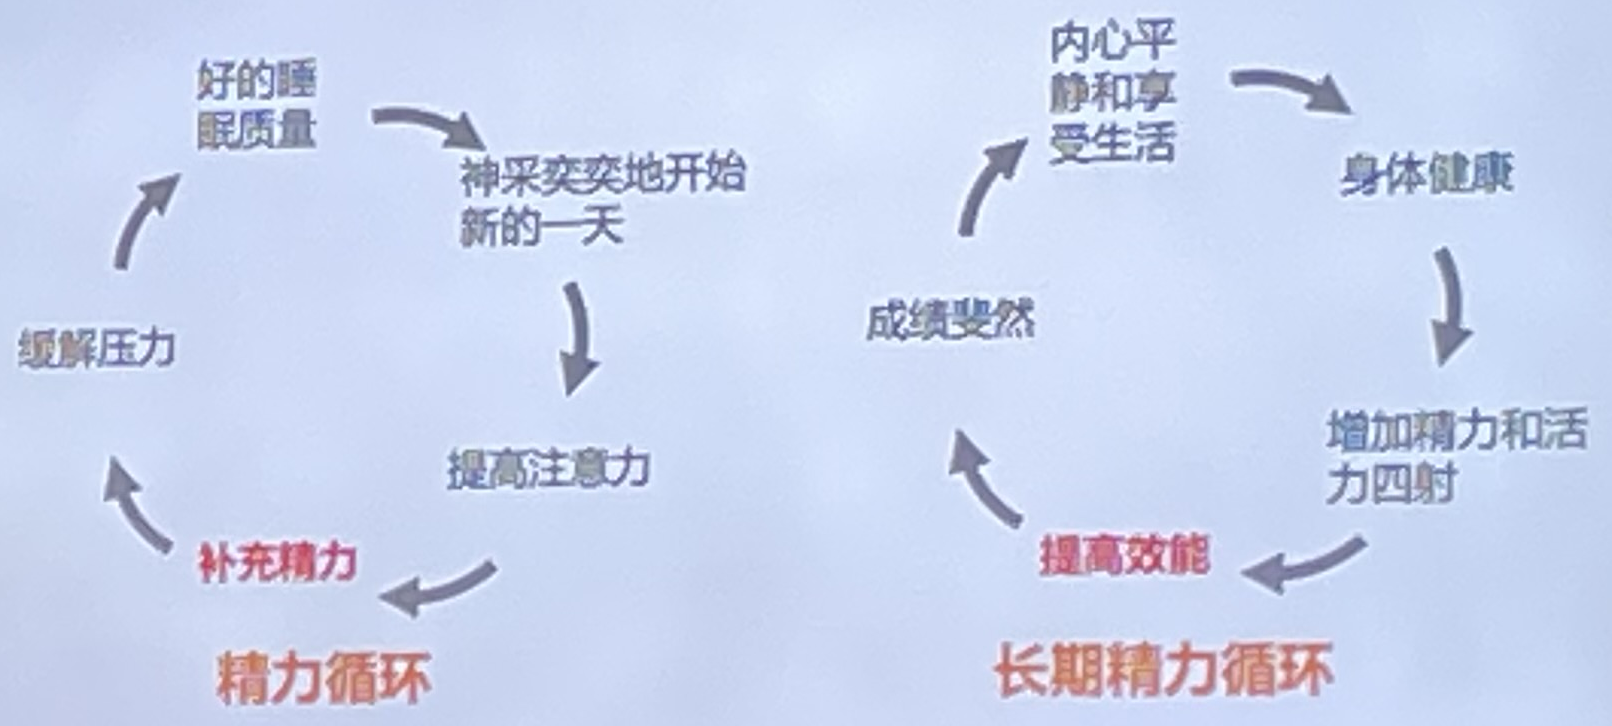 好的睡
眠质量
神采奕奕地开始
新的一天
提高注意力
补充精力
缓解压力
精力循环
内心平
静和享
受生活
身体健康
增加精力和活
力四射
提高效能
成绩斐然
长期精力循环